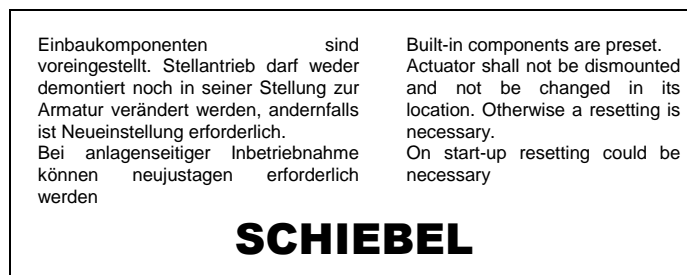 Einbaukomponenten sind
voreingestellt. Stellantrieb darf weder
demontiert noch in seiner Stellung zur
Armatur verändert werden, andernfalls
ist Neueinstellung erforderlich.
Bei anlagenseitiger Inbetriebnahme
können neujustagen erforderlich
werden
Built-in components are preset.
Actuator shall not be dismounted
and not be changed in its
location. Otherwise a resetting is
necessary.
On start-up resetting could be
necessary
SCHIEBEL